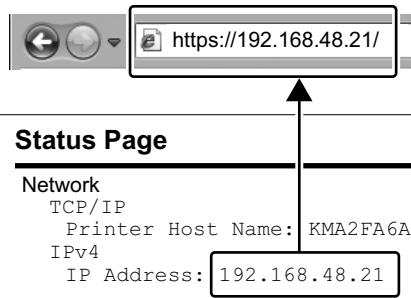 https://192.168.48.21/
Status Page
Network
TCP/IP
Printer Host Name: KMA2FA6A
IPv4
IP Address: 192.168.48.21